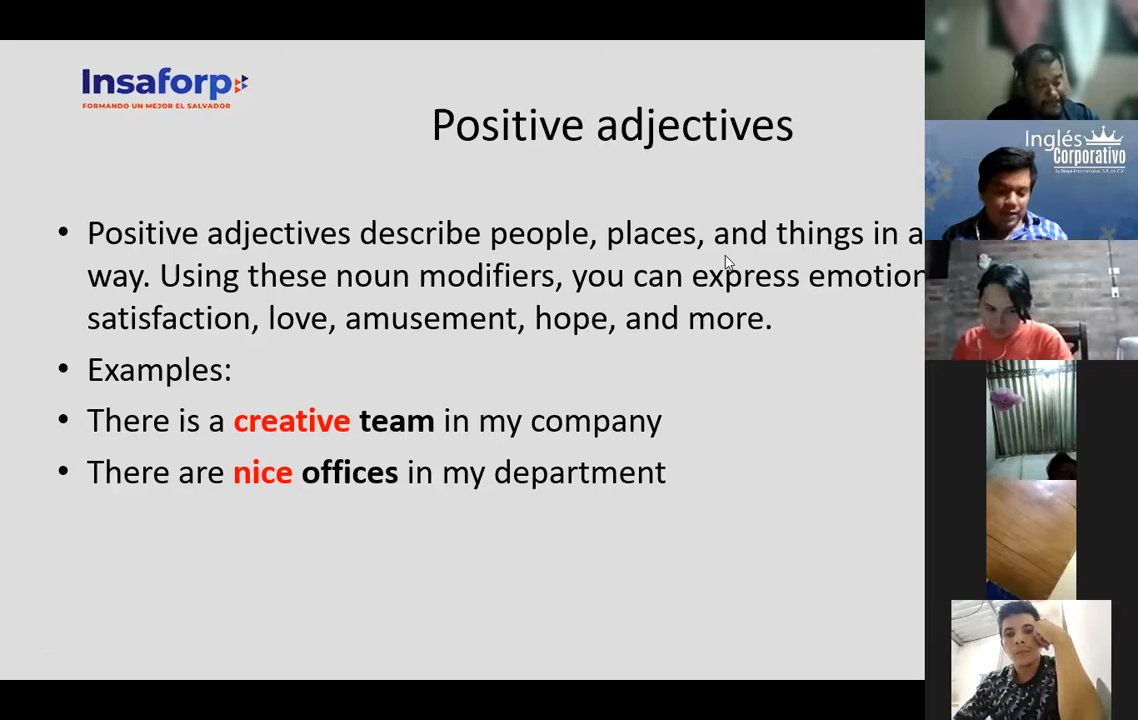 Insaforp
FORMANDO UN MEJOR EL SALVADOR
Positive adjectives
• Positive adjectives describe people, places, and things in a
way. Using these noun modifiers, you can express emotion
satisfaction, love, amusement, hope, and more.
• Examples:
• There is a creative team in my company
• There are nice offices in my department
Inglés
Corporativo